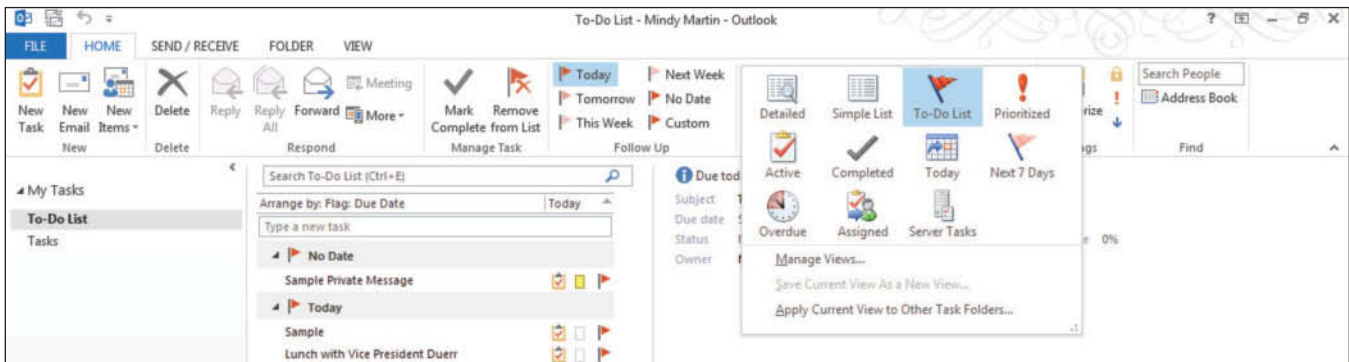 To-Do List - Mindy Martin - Outlook
FILE HOME SEND / RECEIVE FOLDER VIEW
New Task
New Email
New Items
Delete
Reply
Reply All
Forward
Meeting
More
Mark Complete
Remove from List
Today
Tomorrow
This Week
Next Week
No Date
Custom
Search People
Address Book
New
Delete
Respond
Manage Task
Follow Up
Find
Detailed
Simple List
To-Do List
Prioritized
Active
Completed
Today
Next 7 Days
Overdue
Assigned
Server Tasks
Manage Views...
Save Current View As a New View...
Apply Current View to Other Task Folders...
My Tasks
To-Do List
Tasks
Search To-Do List (Ctrl+E)
Arrange by: Flag: Due Date Today
Type a new task
No Date
Sample Private Message
Today
Sample
Lunch with Vice President Duerr
Due
Subject
Due date
Status
Owner
0%